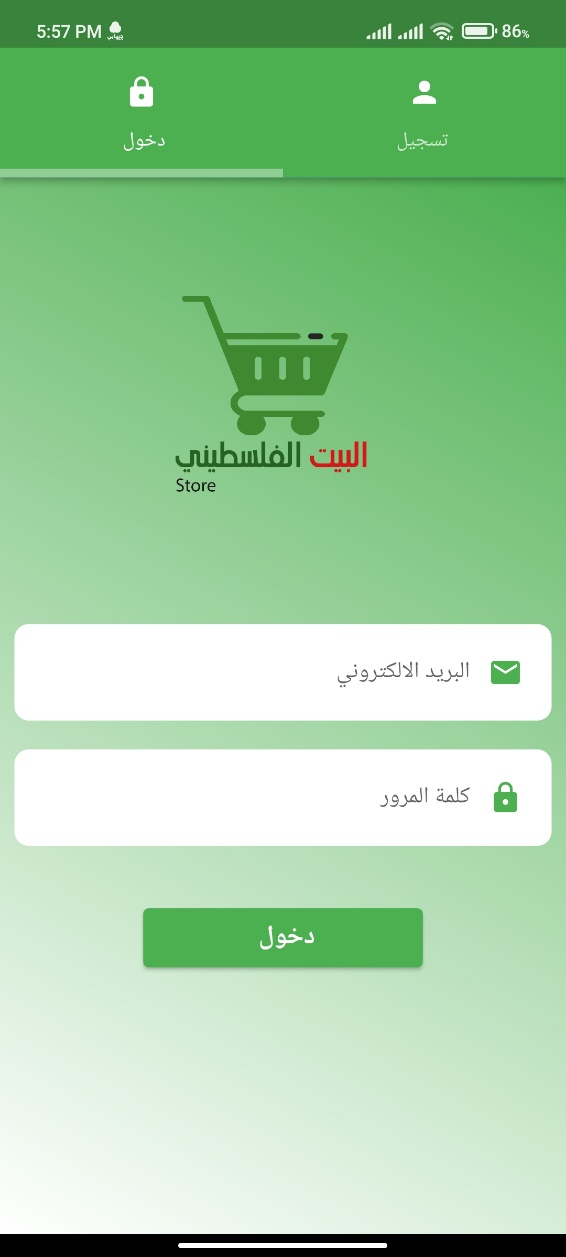 5:57 PM
86%
دخول
تسجيل
البيت الفلسطيني
Store
البريد الالكتروني
كلمة المرور
دخول